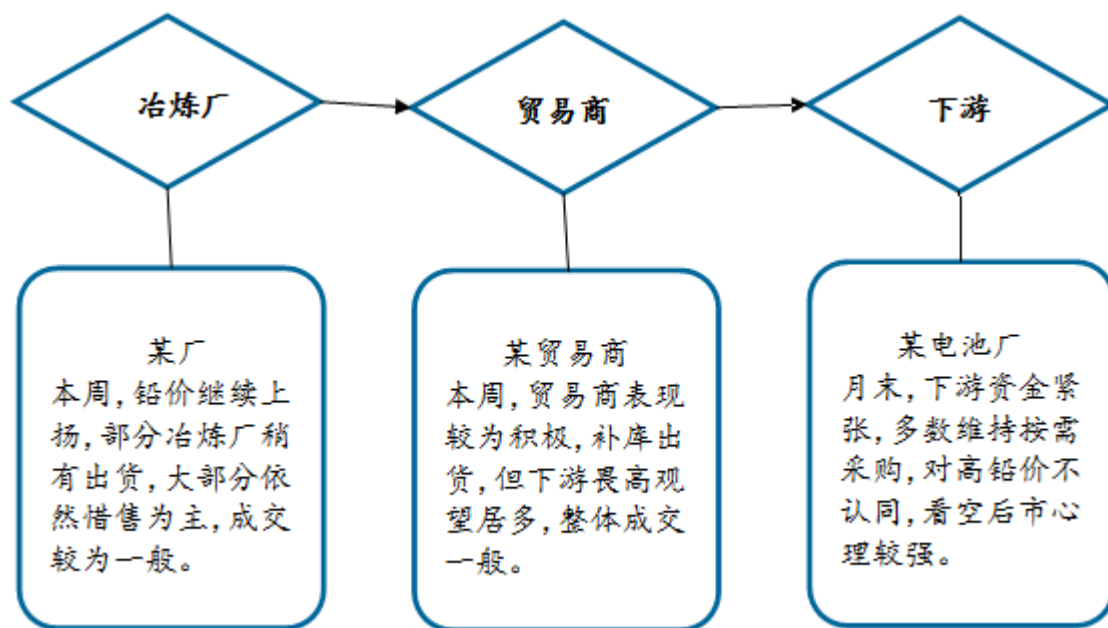 冶炼厂
贸易商
下游
某厂
本周,铅价继续上
扬,部分冶炼厂稍
有出货,大部分依
然惜售为主,成交
较为一般。
某贸易商
本周,贸易商表现
较为积极,补库出
货,但下游畏高观
望居多,整体成交
一般。
某电池厂
月末,下游资金紧
张,多数维持按需
采购,对高铅价不
认同,看空后市心
理较强。